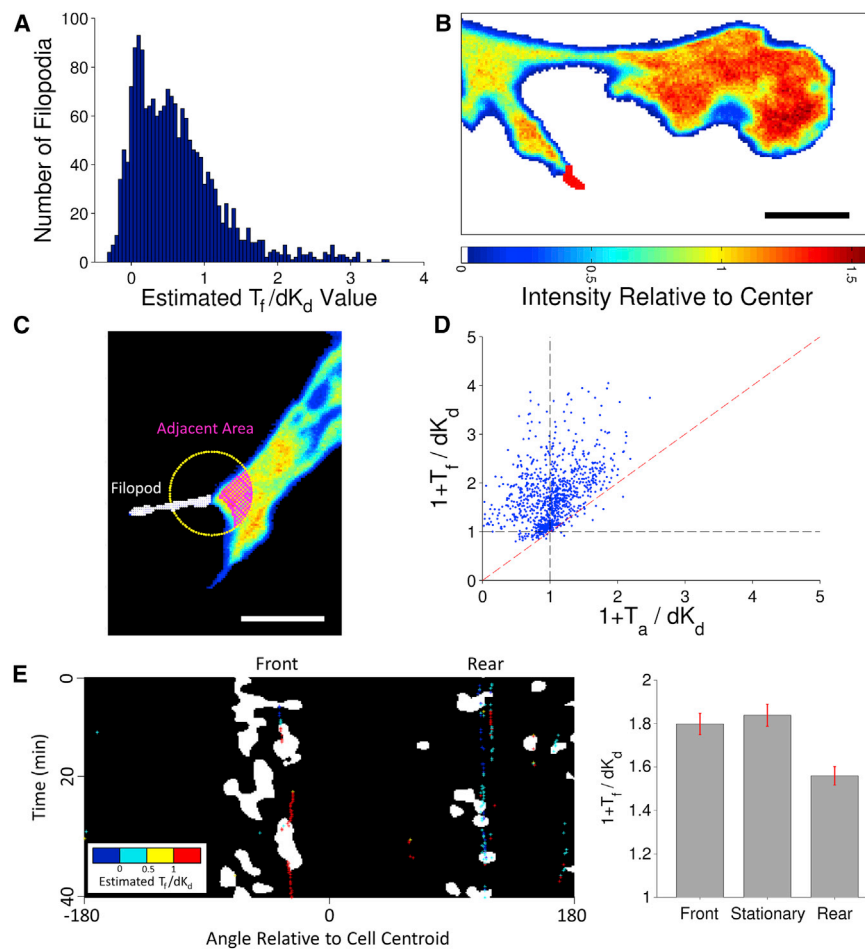 A
100
80
60
40
20
0
Number of Filopodia
0 1 2 3 4
Estimated T_f/dK_d Value
B
0 0.5 1 1.5
Intensity Relative to Center
C
Adjacent Area
Filopod
D
5
4
3
2
1
0
1+T_f / dK_d
0 1 2 3 4 5
1+T_a / dK_d
E
Front Rear
0
20
40
Time (min)
0 0.5 1
Estimated T_f/dK_d
-180 0 180
Angle Relative to Cell Centroid
2
1.8
1.6
1.4
1.2
1
1+T_f / dK_d
Front Stationary Rear